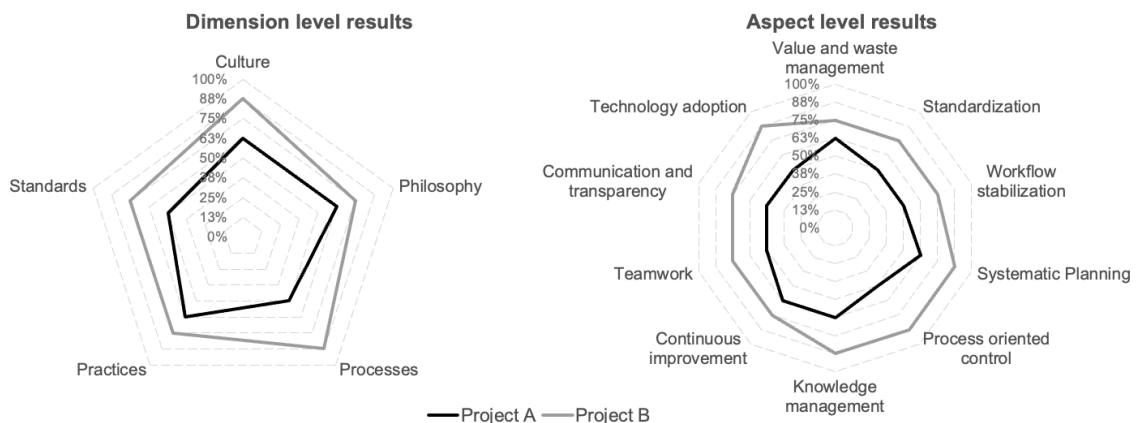 Dimension level results
Culture
100%
88%
75%
63%
50%
38%
25%
13%
0%
Standards
Philosophy
Practices
Processes
Aspect level results
Value and waste
management
100%
88%
75%
63%
50%
38%
25%
13%
0%
Technology adoption
Standardization
Communication and
transparency
Workflow
stabilization
Teamwork
Systematic Planning
Continuous
improvement
Process oriented
control
Knowledge
management
Project A
Project B